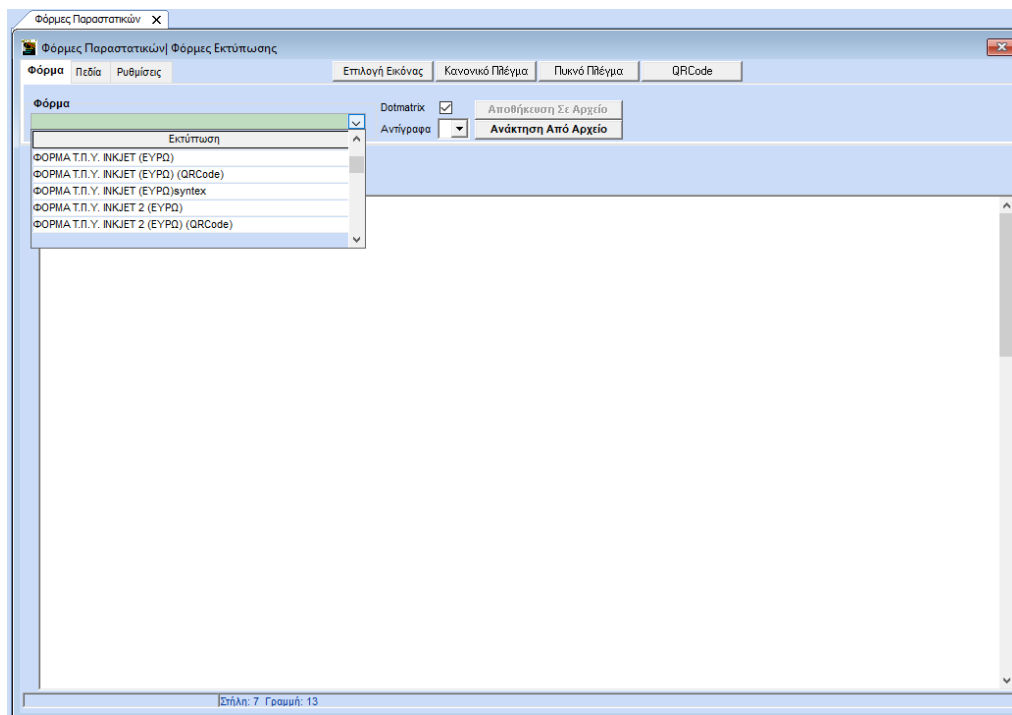 Φόρμες Παραστατικών X
Φόρμες Παραστατικών| Φόρμες Εκτύπωσης
Φόρμα Πεδία Ρυθμίσεις Επιλογή Εικόνας Κανονικό Πλέγμα Πυκνό Πλέγμα QRCode
Φόρμα
Dotmatrix Αποθήκευση Σε Αρχείο
Αντίγραφα Ανάκτηση Από Αρχείο
Εκτύπωση
ΦΟΡΜΑ Τ.Π.Υ. INKJET (ΕΥΡΩ)
ΦΟΡΜΑ Τ.Π.Υ. INKJET (ΕΥΡΩ) (QRCode)
ΦΟΡΜΑ Τ.Π.Υ. INKJET (ΕΥΡΩ)syntex
ΦΟΡΜΑ Τ.Π.Υ. INKJET 2 (ΕΥΡΩ)
ΦΟΡΜΑ Τ.Π.Υ. INKJET 2 (ΕΥΡΩ) (QRCode)
Στήλη: 7 Γραμμή: 13